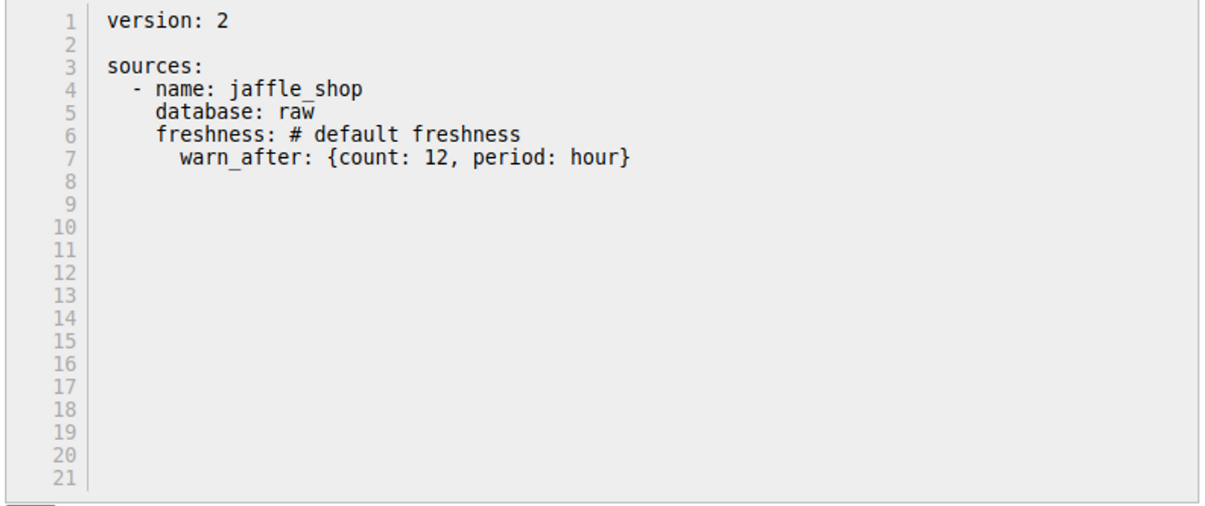 1 version: 2
2
3 sources:
4   - name: jaffle_shop
5     database: raw
6     freshness: # default freshness
7       warn_after: {count: 12, period: hour}
8
9
10
11
12
13
14
15
16
17
18
19
20
21